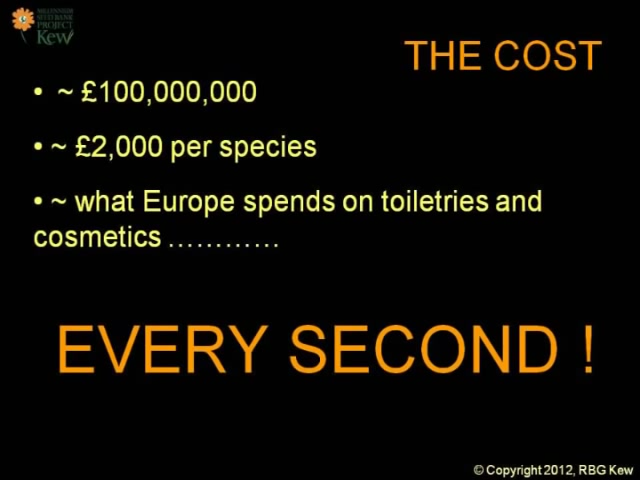 MILLENNIUM
SEED BANK
PROJECT
Kew
THE COST
• ~ £100,000,000
• ~ £2,000 per species
• ~ what Europe spends on toiletries and
cosmetics …………
EVERY SECOND !
© Copyright 2012, RBG Kew